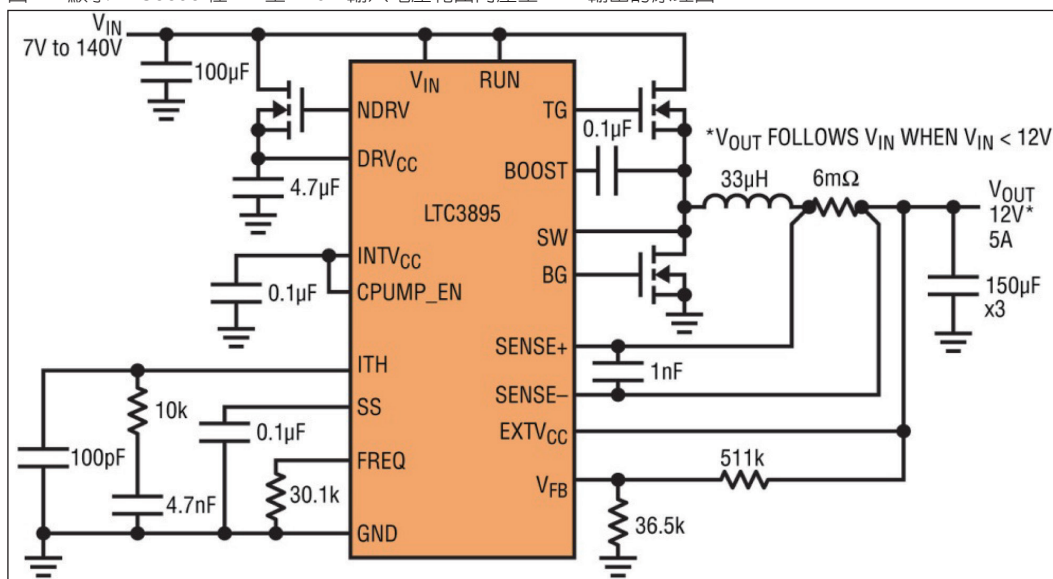 V_IN
7V to 140V
100µF
V_IN
RUN
NDRV
TG
0.1µF
*V_OUT FOLLOWS V_IN WHEN V_IN < 12V
DRV_CC
BOOST
4.7µF
33µH
6mΩ
V_OUT
12V*
5A
LTC3895
SW
INTV_CC
BG
0.1µF
CPUMP_EN
150µF
x3
SENSE+
ITH
1nF
SENSE–
10k
SS
0.1µF
EXTV_CC
100pF
FREQ
511k
V_FB
4.7nF
30.1k
36.5k
GND